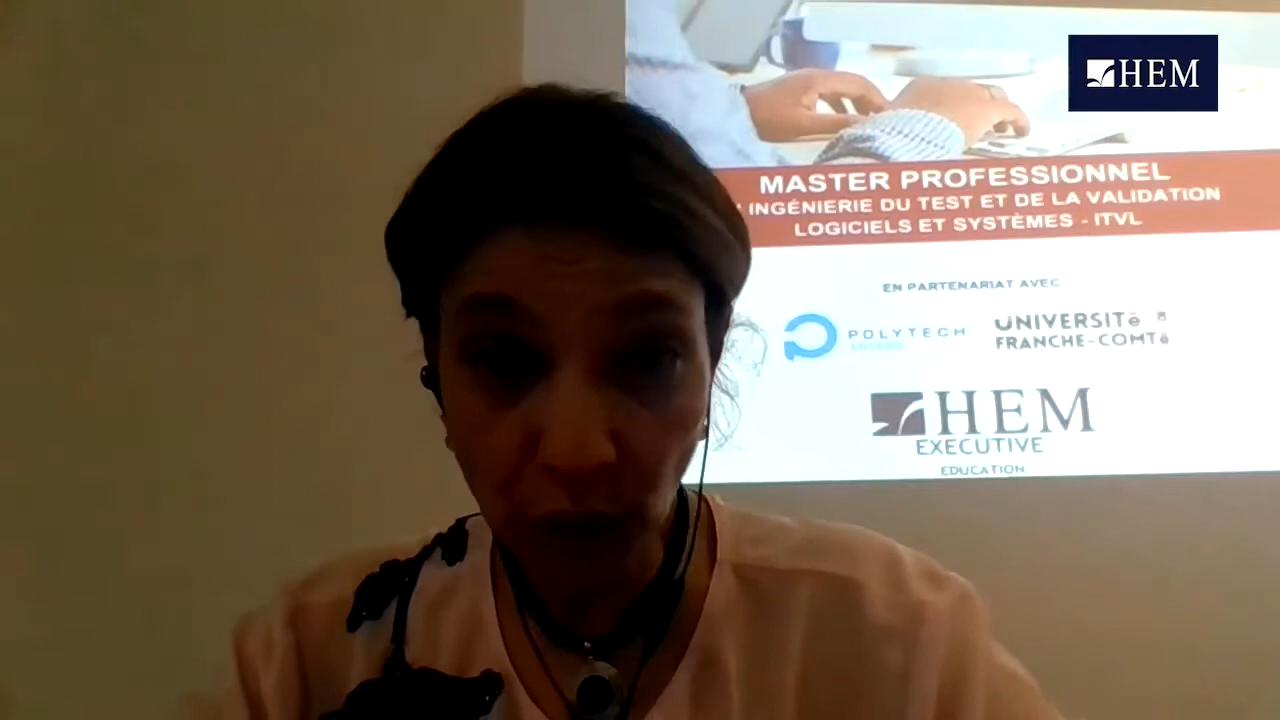 HEM
MASTER PROFESSIONNEL
INGÉNIERIE DU TEST ET DE LA VALIDATION
LOGICIELS ET SYSTÈMES - ITVL
EN PARTENARIAT AVEC
POLYTECH
UNIVERSITÉ
FRANCHE-COMTÉ
HEM
EXECUTIVE
EDUCATION